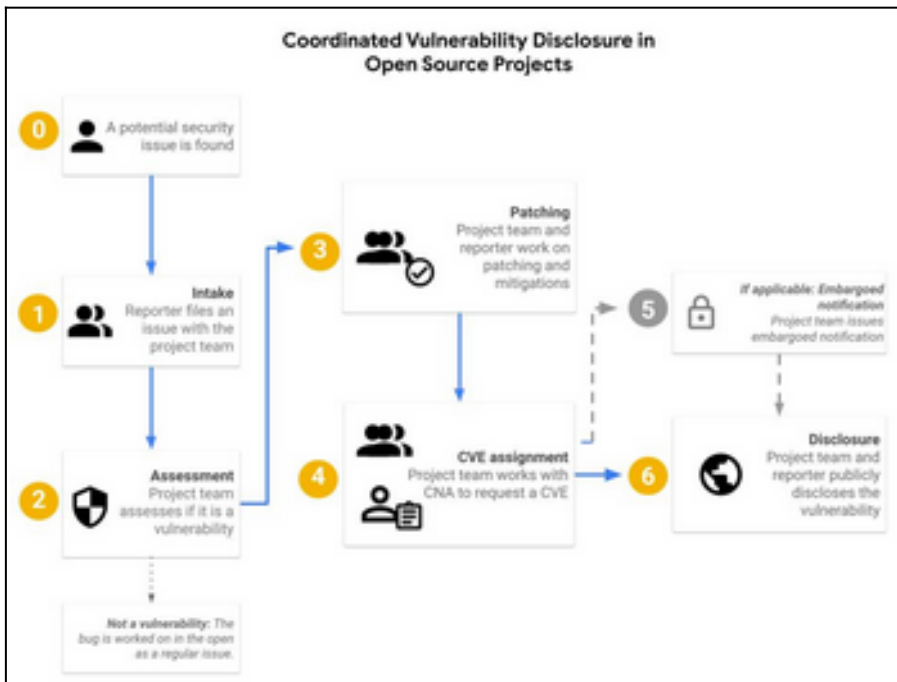 Coordinated Vulnerability Disclosure in
Open Source Projects
0
A potential security
issue is found
1
Intake
Reporter files an
issue with the
project team
2
Assessment
Project team
assesses if it is a
vulnerability
Not a vulnerability: The
bug is worked on in the open
as a regular issue.
3
Patching
Project team and
reporter work on
patching and
mitigations
4
CVE assignment
Project team works with
CNA to request a CVE
5
If applicable: Embargoed
notification
Project team issues
embargoed notification
6
Disclosure
Project team and
reporter publicly
discloses the
vulnerability